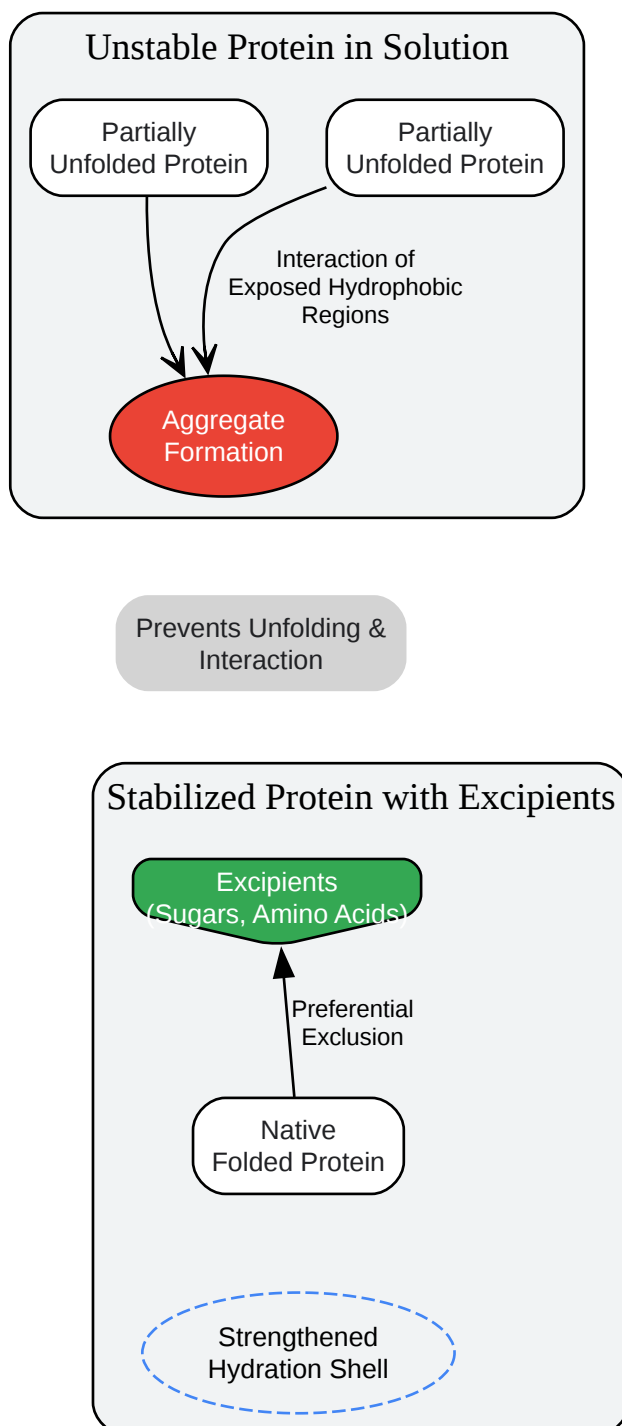 Unstable Protein in Solution
Partially
Unfolded Protein
Partially
Unfolded Protein
Interaction of
Exposed Hydrophobic
Regions
Aggregate
Formation
Prevents Unfolding &
Interaction
Stabilized Protein with Excipients
Excipients
(Sugars, Amino Acids)
Preferential
Exclusion
Native
Folded Protein
Strengthened
Hydration Shell